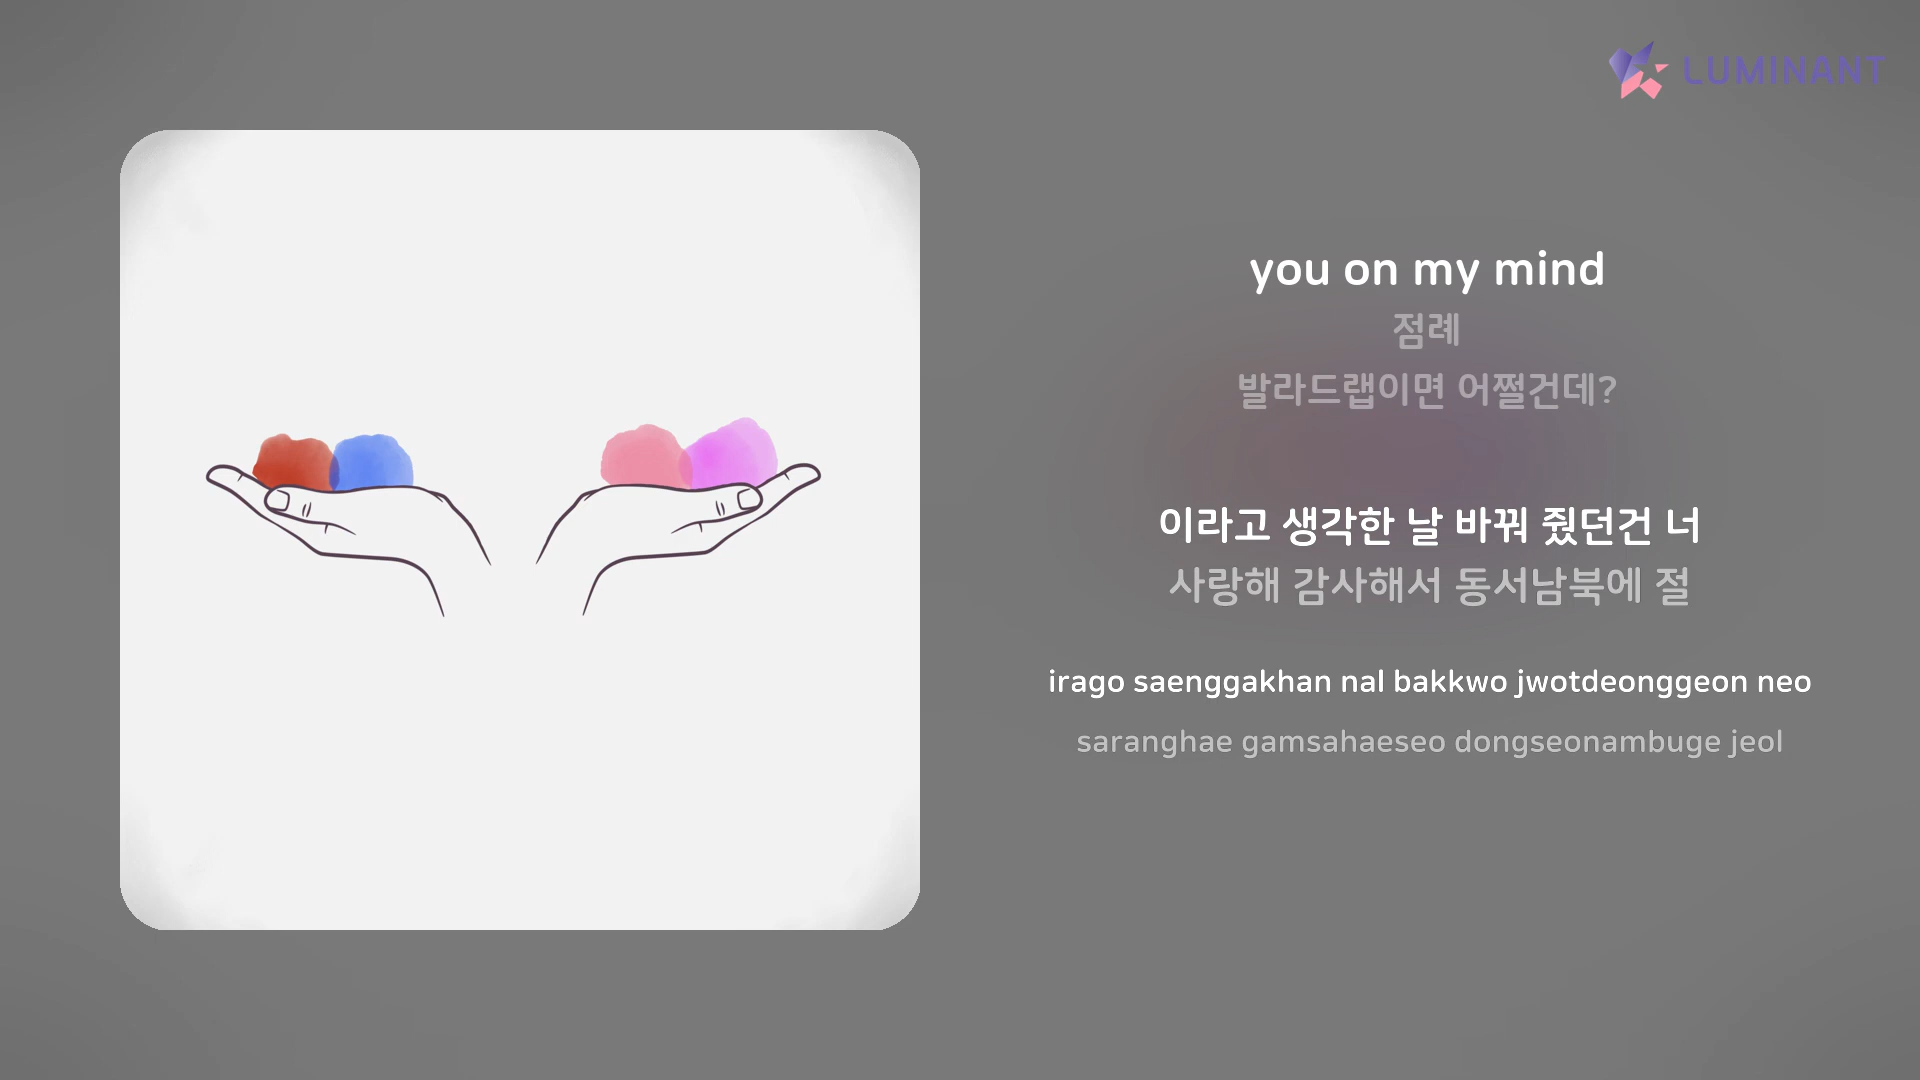 LUMINANT
you on my mind
점례
발라드랩이면 어쩔건데?
이라고 생각한 날 바꿔 줬던건 너
사랑해 감사해서 동서남북에 절
irago saenggakhan nal bakkwo jwotdeonggeon neo
saranghae gamsahaeseo dongseonambuge jeol